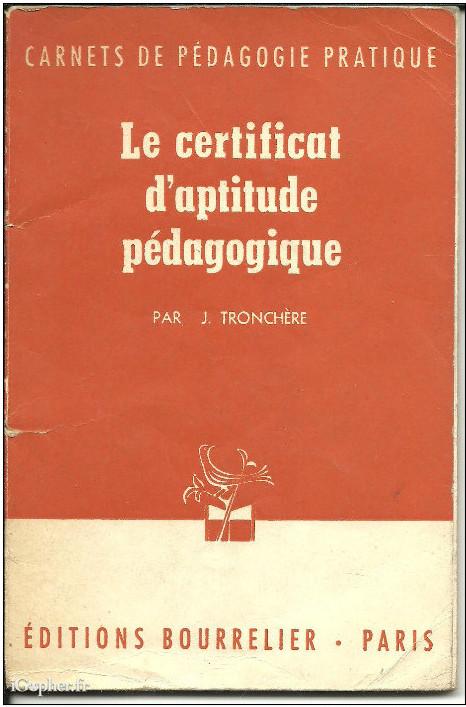 CARNETS DE PÉDAGOGIE PRATIQUE
Le certificat
d'aptitude
pédagogique
PAR J. TRONCHÈRE
ÉDITIONS BOURRELIER · PARIS
iGopher.fr